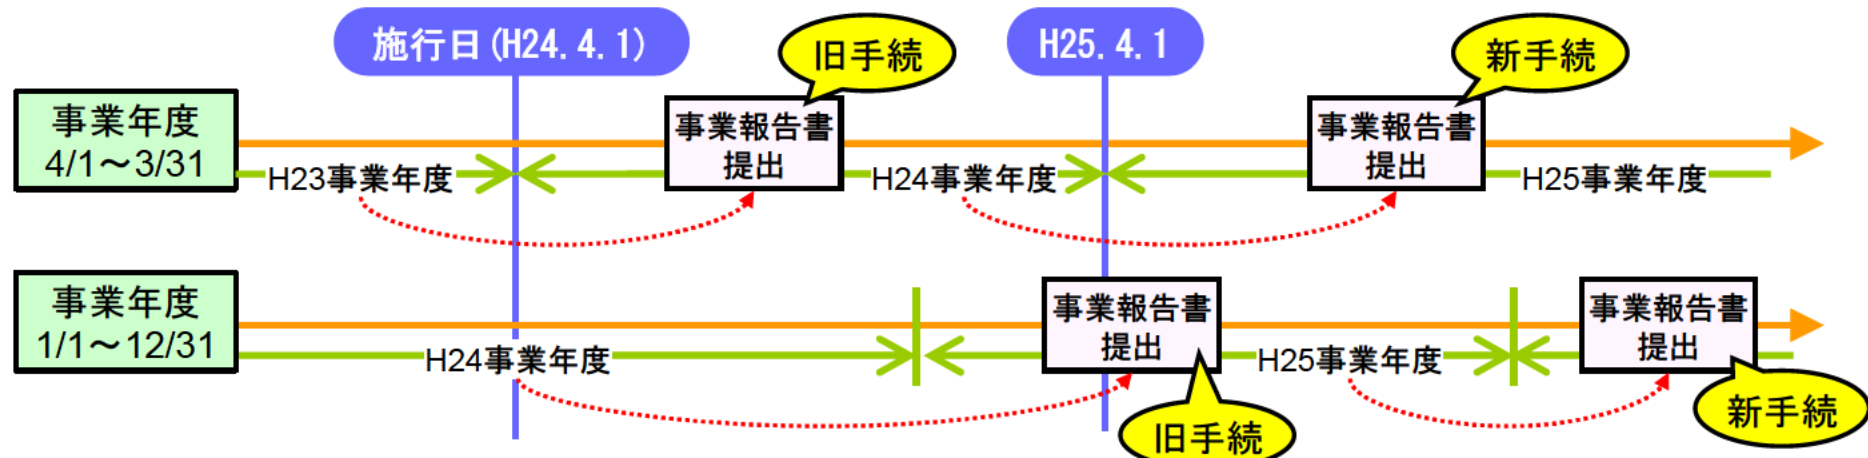 施行日(H24.4.1)
H25.4.1
旧手続
新手続
事業年度
4/1～3/31
事業報告書
提出
事業報告書
提出
H23事業年度
H24事業年度
H25事業年度
事業年度
1/1～12/31
事業報告書
提出
事業報告書
提出
H24事業年度
H25事業年度
旧手続
新手続